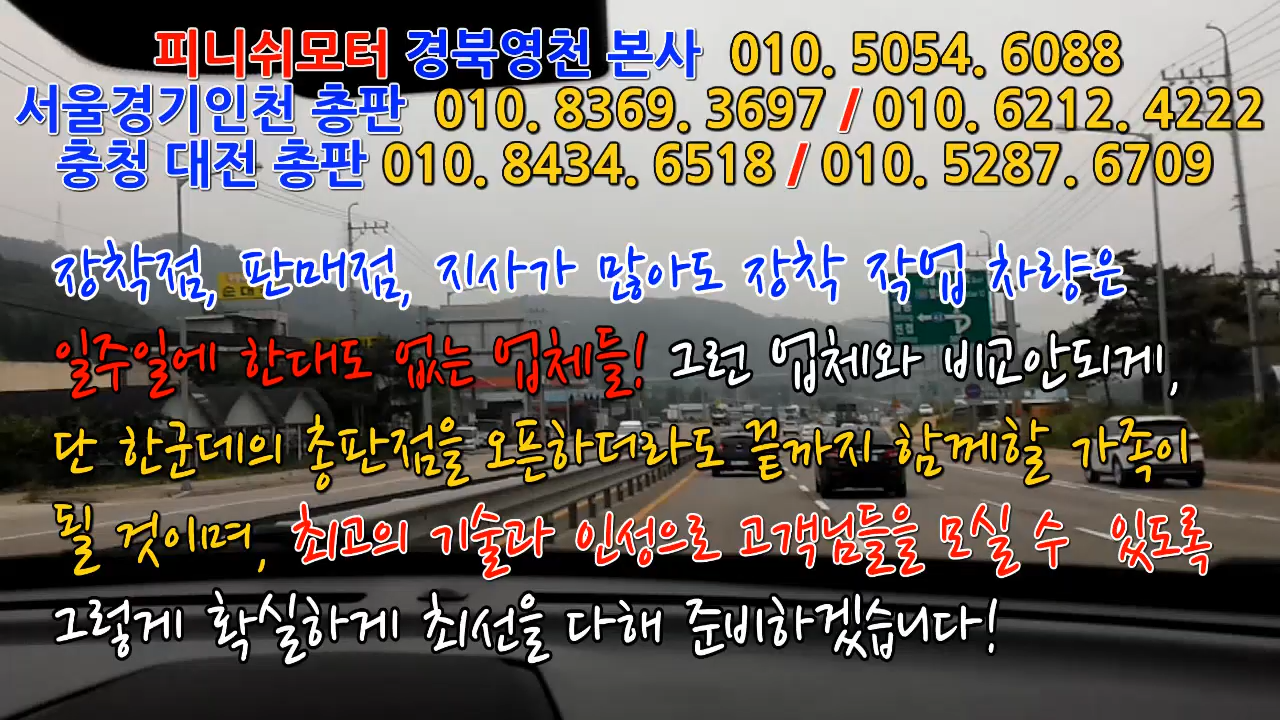 피니쉬모터 경북영천 본사 010. 5054. 6088
서울경기인천 총판 010. 8369. 3697 / 010. 6212. 4222
충청 대전 총판 010. 8434. 6518 / 010. 5287. 6709
장착점, 판매점, 지사가 많아도 장착 작업 차량은
일주일에 한대도 없는 업체들! 그런 업체와 비교안되게,
단 한군데의 총판점을 오픈하더라도 끝까지 함께할 가족이
될 것이며, 최고의 기술과 인성으로 고객님들을 모실 수 있도록
그렇게 확실하게 최선을 다해 준비하겠습니다!